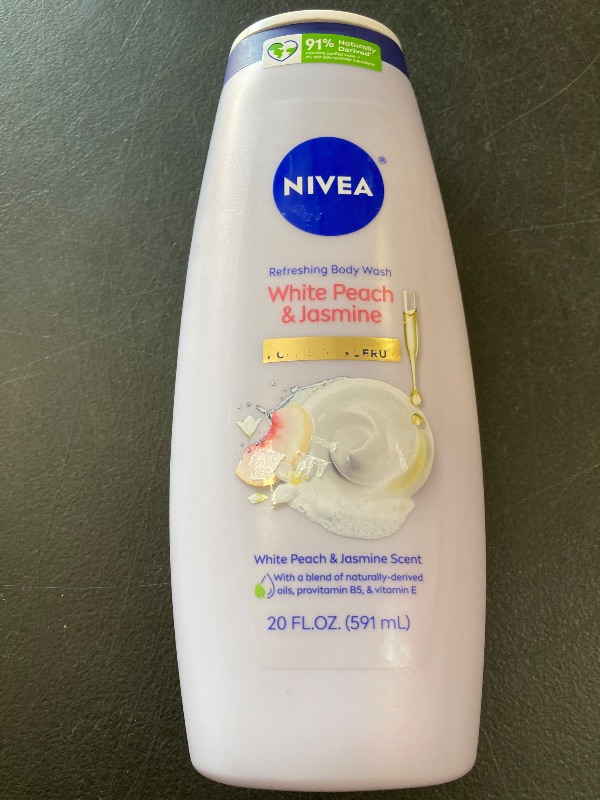 91% Naturally
Derived
NIVEA
®
Refreshing Body Wash
White Peach
& Jasmine
White Peach & Jasmine Scent
With a blend of naturally-derived
oils, provitamin B5, & vitamin E
20 FL.OZ. (591 mL)